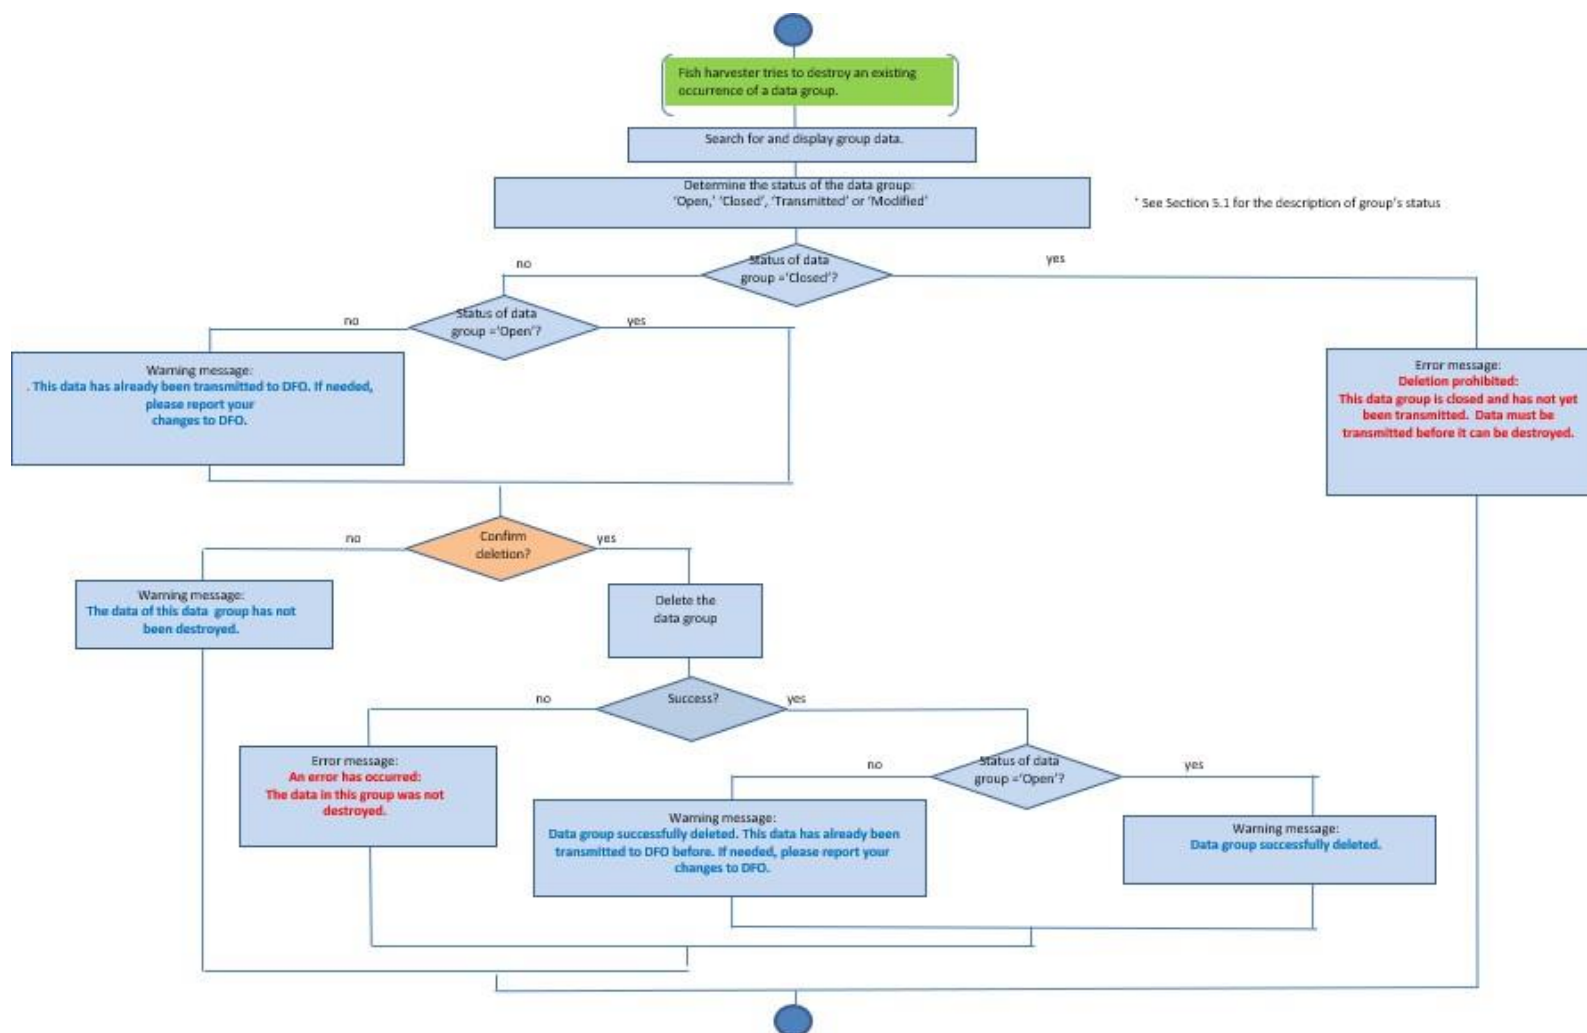 Fish harvester tries to destroy an existing
occurrence of a data group.
Search for and display group data.
Determine the status of the data group:
‘Open,’ ‘Closed’, ‘Transmitted’ or ‘Modified’
* See Section 5.1 for the description of group’s status
Status of data
group =‘Closed’?
no
yes
Status of data
group =‘Open’?
no
yes
Warning message:
. This data has already been transmitted to DFO. If needed,
please report your
changes to DFO.
Error message:
Deletion prohibited:
This data group is closed and has not yet
been transmitted. Data must be
transmitted before it can be destroyed.
Confirm
deletion?
no
yes
Warning message:
The data of this data group has not
been destroyed.
Delete the
data group
Success?
no
yes
Error message:
An error has occurred:
The data in this group was not
destroyed.
Status of data
group =‘Open’?
no
yes
Warning message:
Data group successfully deleted. This data has already been
transmitted to DFO before. If needed, please report your
changes to DFO.
Warning message:
Data group successfully deleted.